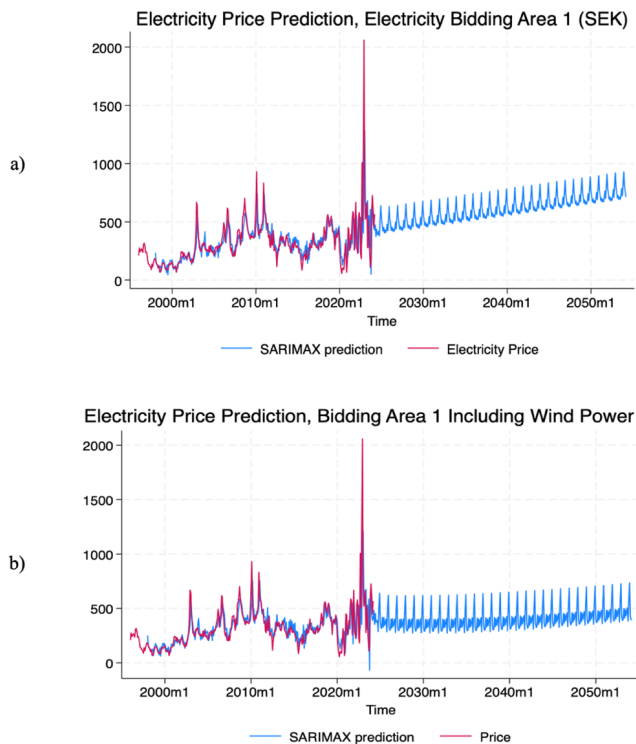 Electricity Price Prediction, Electricity Bidding Area 1 (SEK)
2000
1500
a)
1000
500
0
2000m1 2010m1 2020m1 2030m1 2040m1 2050m1
Time
SARIMAX prediction Electricity Price
Electricity Price Prediction, Bidding Area 1 Including Wind Power
2000
1500
b)
1000
500
0
2000m1 2010m1 2020m1 2030m1 2040m1 2050m1
Time
SARIMAX prediction Price